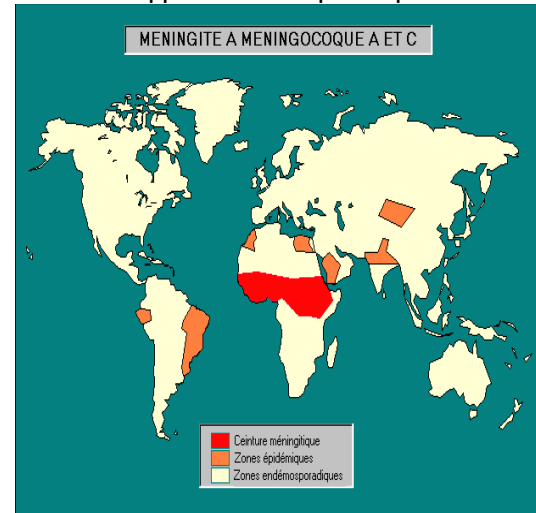 MENINGITE A MENINGOCOQUE A ET C
Ceinture méningitique
Zones épidémiques
Zones endémosporadiques